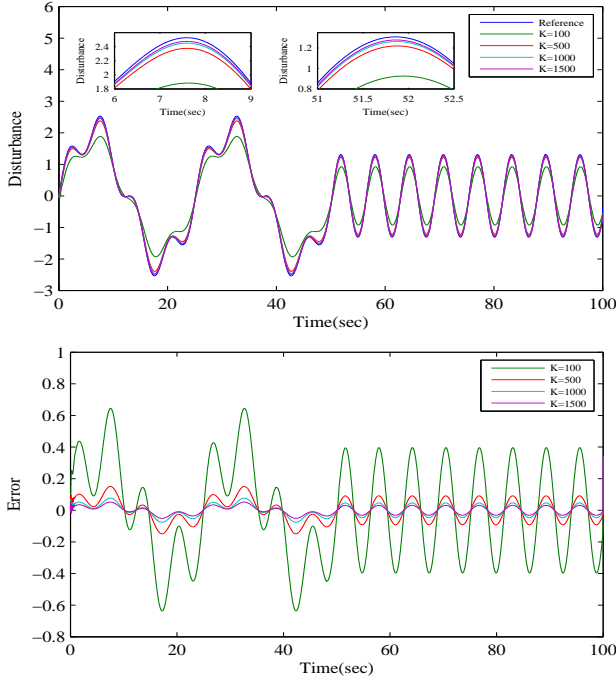 6
5
4
3
2
1
0
−1
−2
−3
Disturbance
0
20
40
60
80
100
Time(sec)
2.4
2.2
2
1.8
Disturbance
6
7
8
9
Time(sec)
1.2
1
0.8
Disturbance
51
51.5
52
52.5
Time(sec)
Reference
K=100
K=500
K=1000
K=1500
1
0.8
0.6
0.4
0.2
0
−0.2
−0.4
−0.6
−0.8
Error
0
20
40
60
80
100
Time(sec)
K=100
K=500
K=1000
K=1500